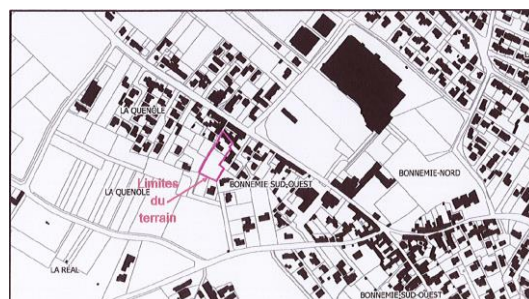 LA QUENOLE
BONNEMIE-NORD
Limites
du
terrain
BONNEMIE SUD-OUEST
LA QUENOLE
LA REAL
BONNEMIE-SUD-OUEST